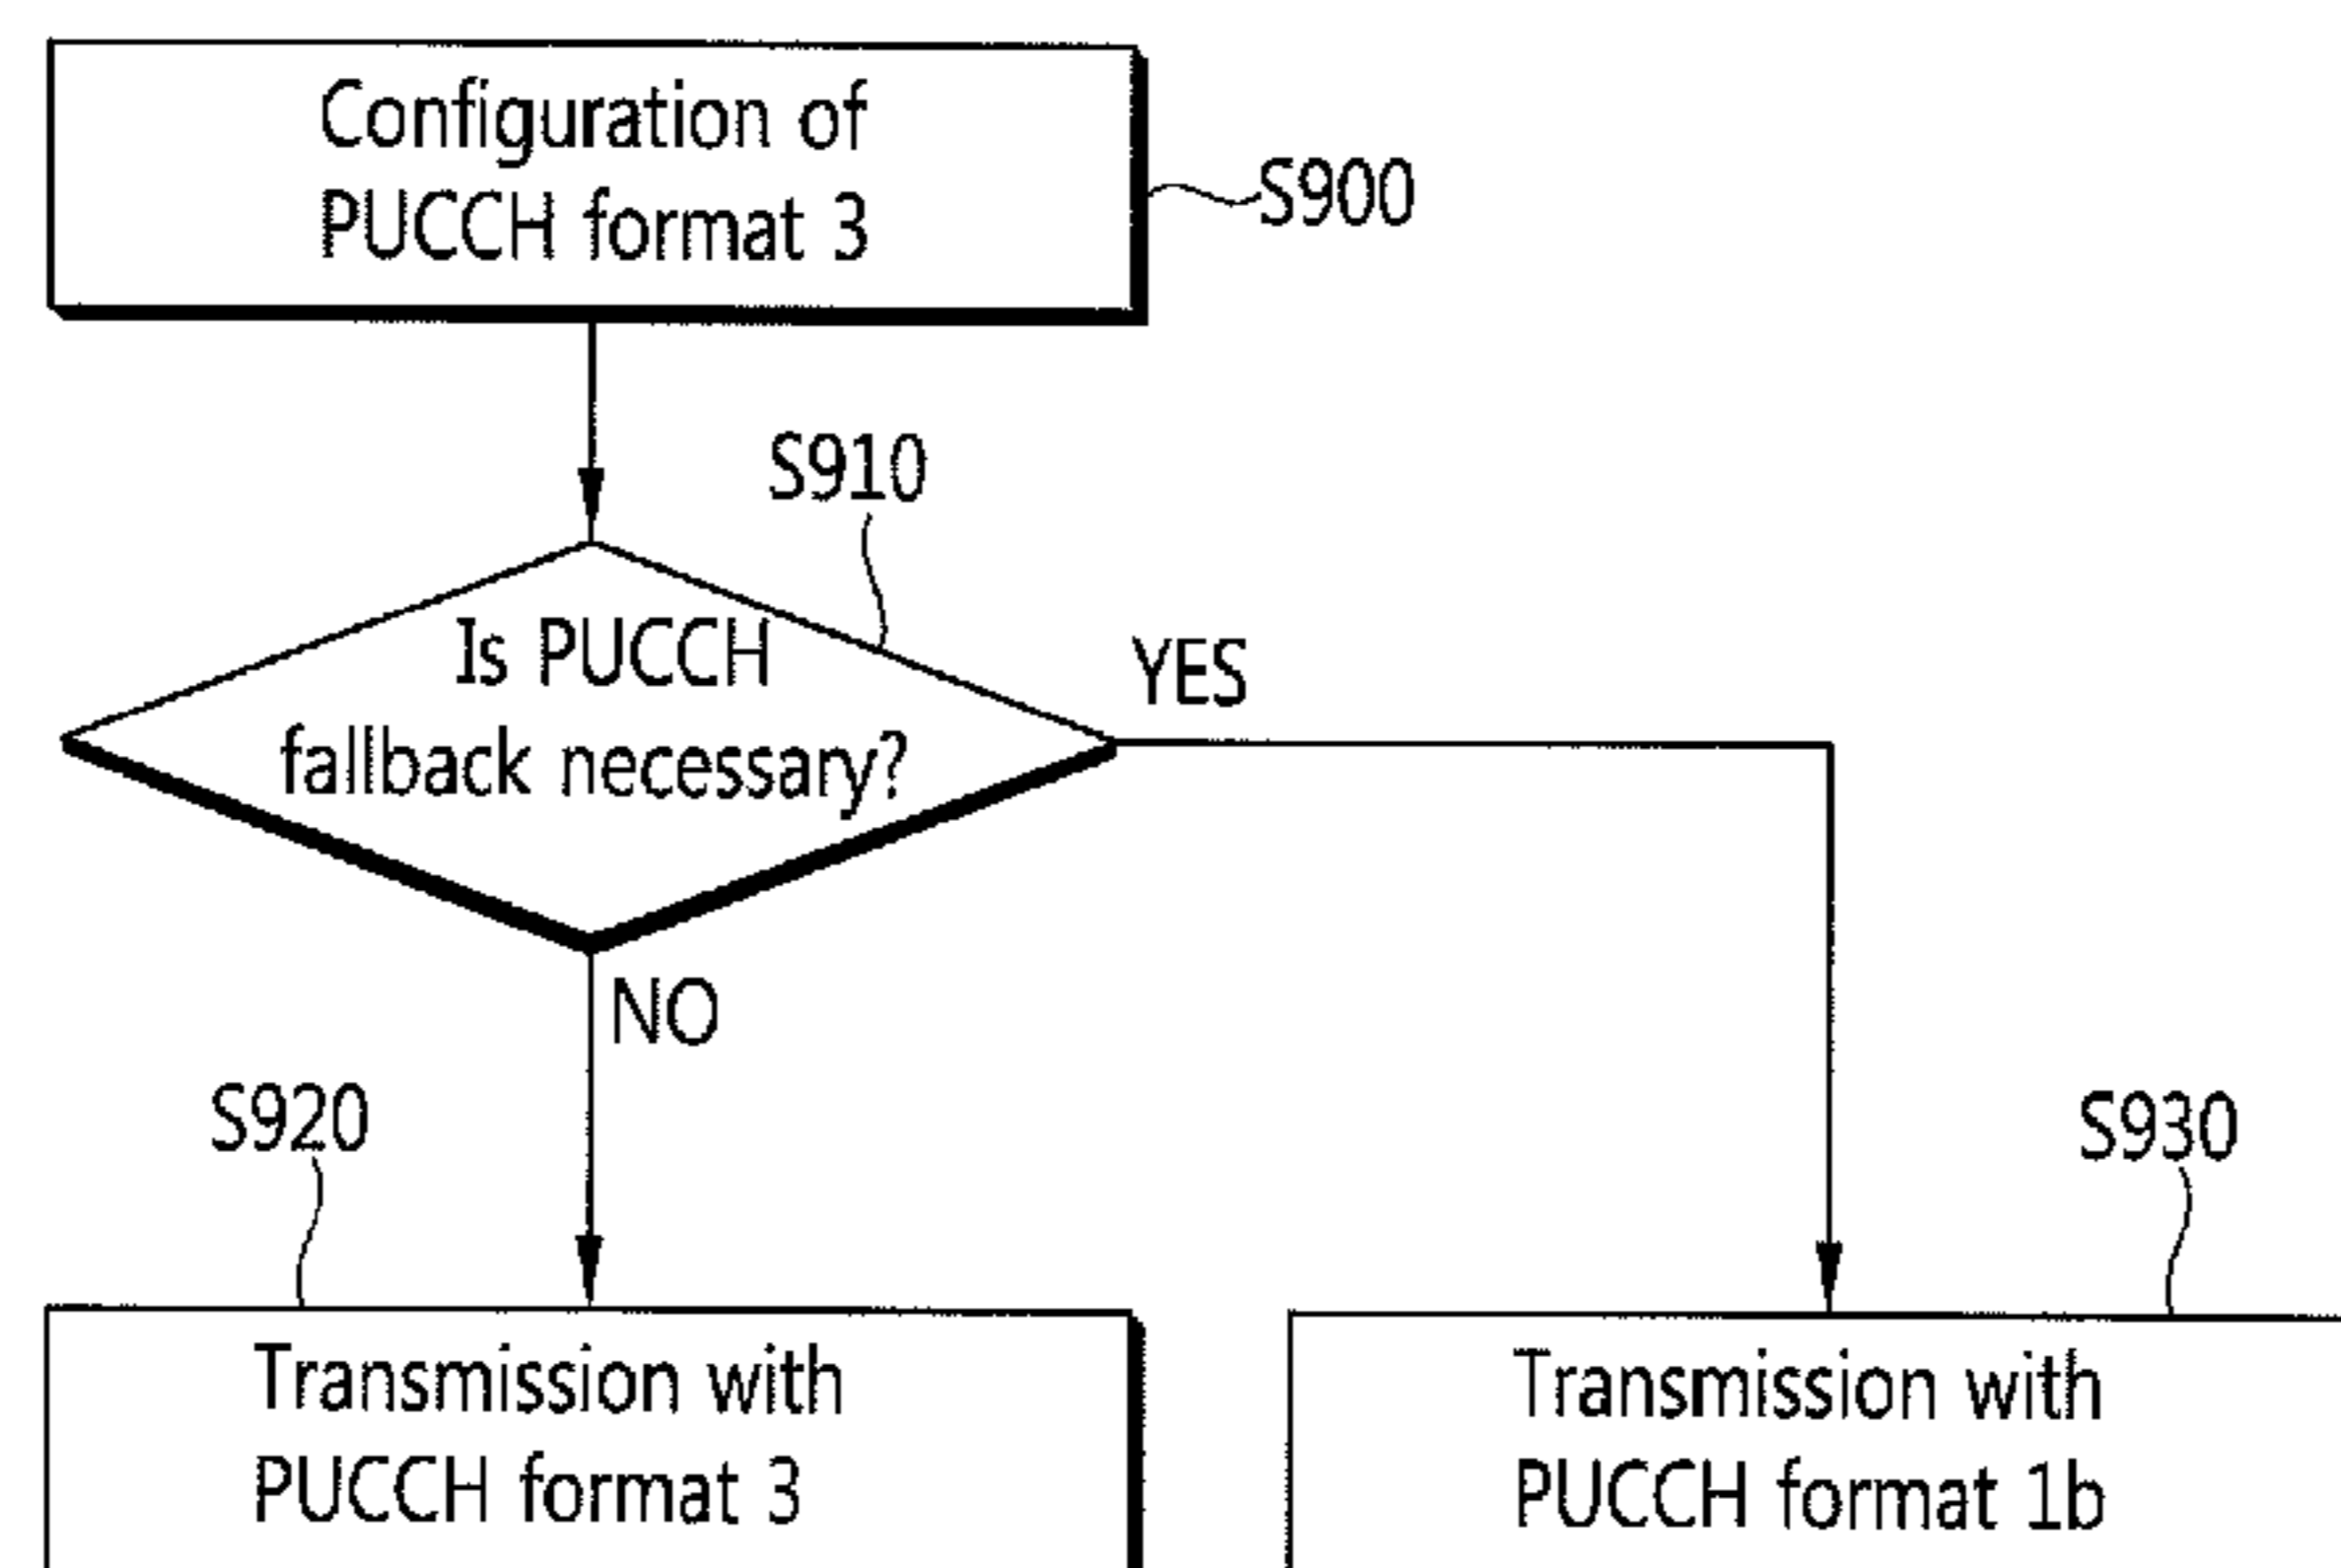 Configuration of
PUCCH format 3
S900
S910
Is PUCCH
fallback necessary?
YES
NO
S920
S930
Transmission with
PUCCH format 3
Transmission with
PUCCH format 1b